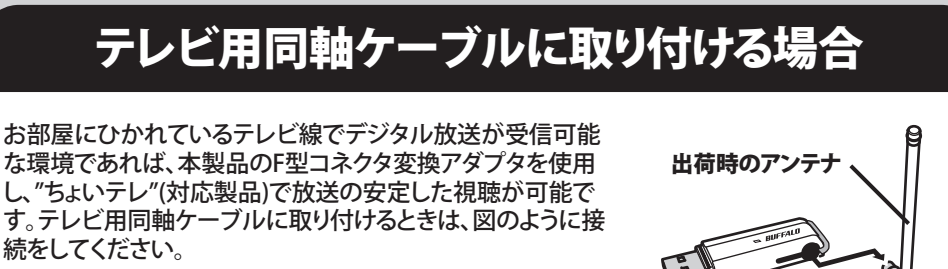 テレビ用同軸ケーブルに取り付ける場合
お部屋にひかれているテレビ線でデジタル放送が受信可能
な環境であれば、本製品のF型コネクタ変換アダプタを使用
し、”ちょいテレ”(対応製品)で放送の安定した視聴が可能で
す。テレビ用同軸ケーブルに取り付けるときは、図のように接
続をしてください。
出荷時のアンテナ
BUFFALO